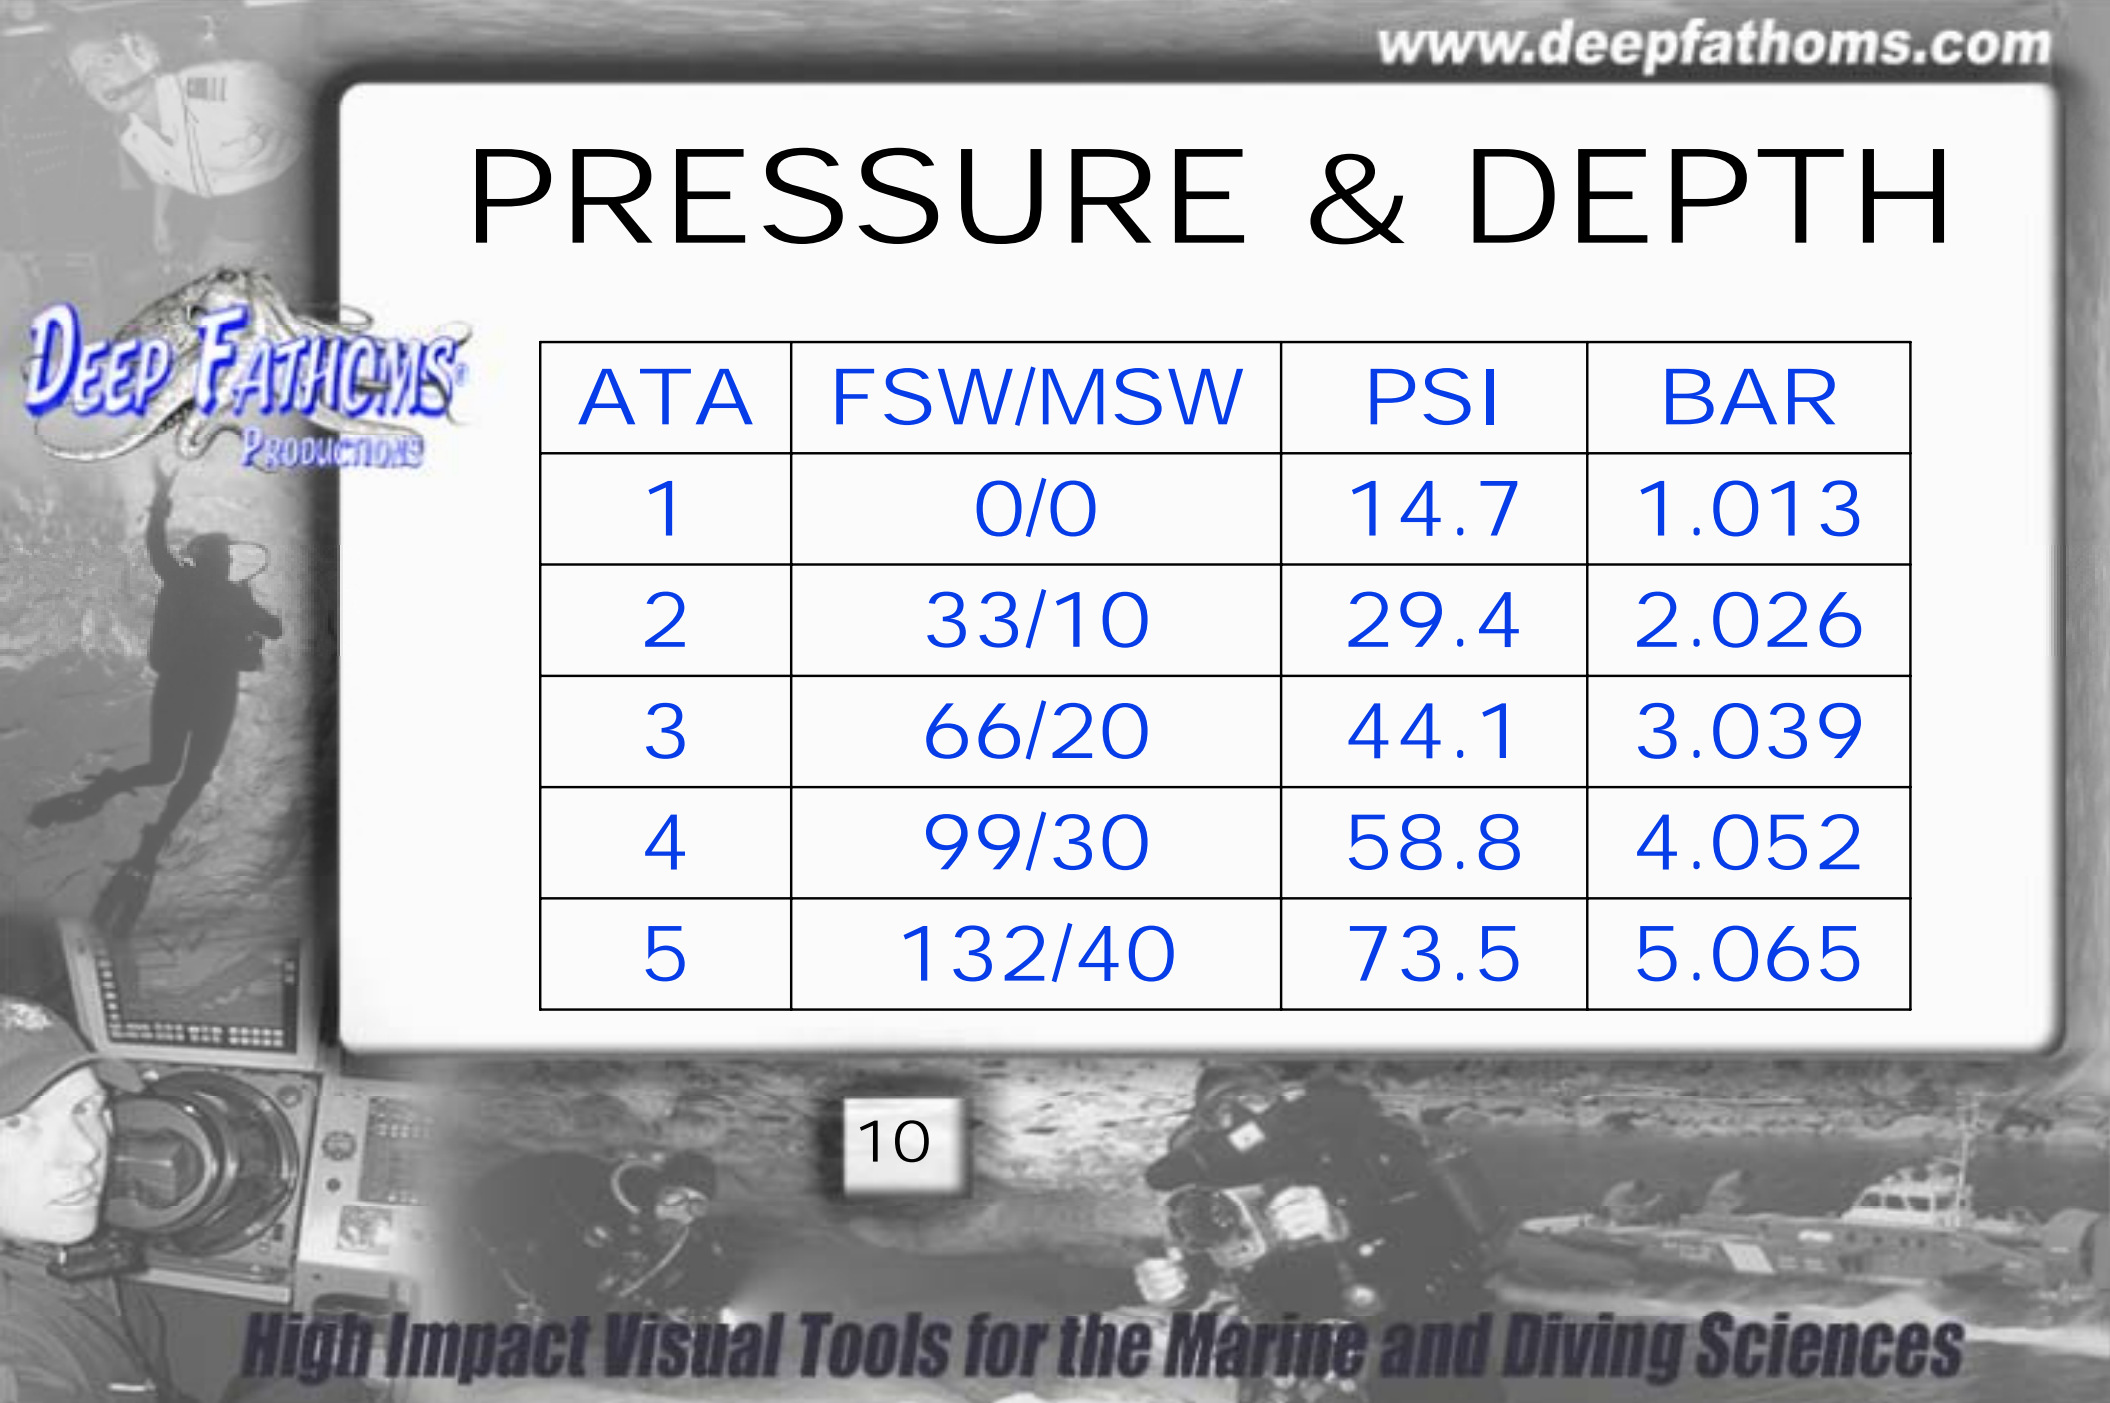 www.deepfathoms.com
PRESSURE & DEPTH
DEEP FATHOMS®
PRODUCTIONS
ATA FSW/MSW PSI BAR
1 0/0 14.7 1.013
2 33/10 29.4 2.026
3 66/20 44.1 3.039
4 99/30 58.8 4.052
5 132/40 73.5 5.065
10
High Impact Visual Tools for the Marine and Diving Sciences